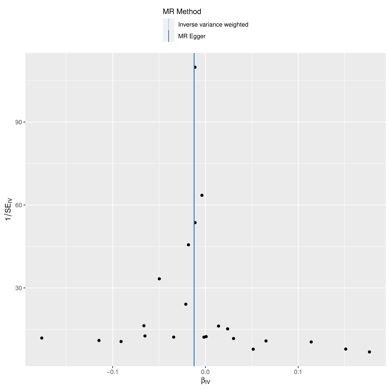 MR Method
Inverse variance weighted
MR Egger
90
60
30
1/SE_IV
−0.1
0.0
0.1
β_IV